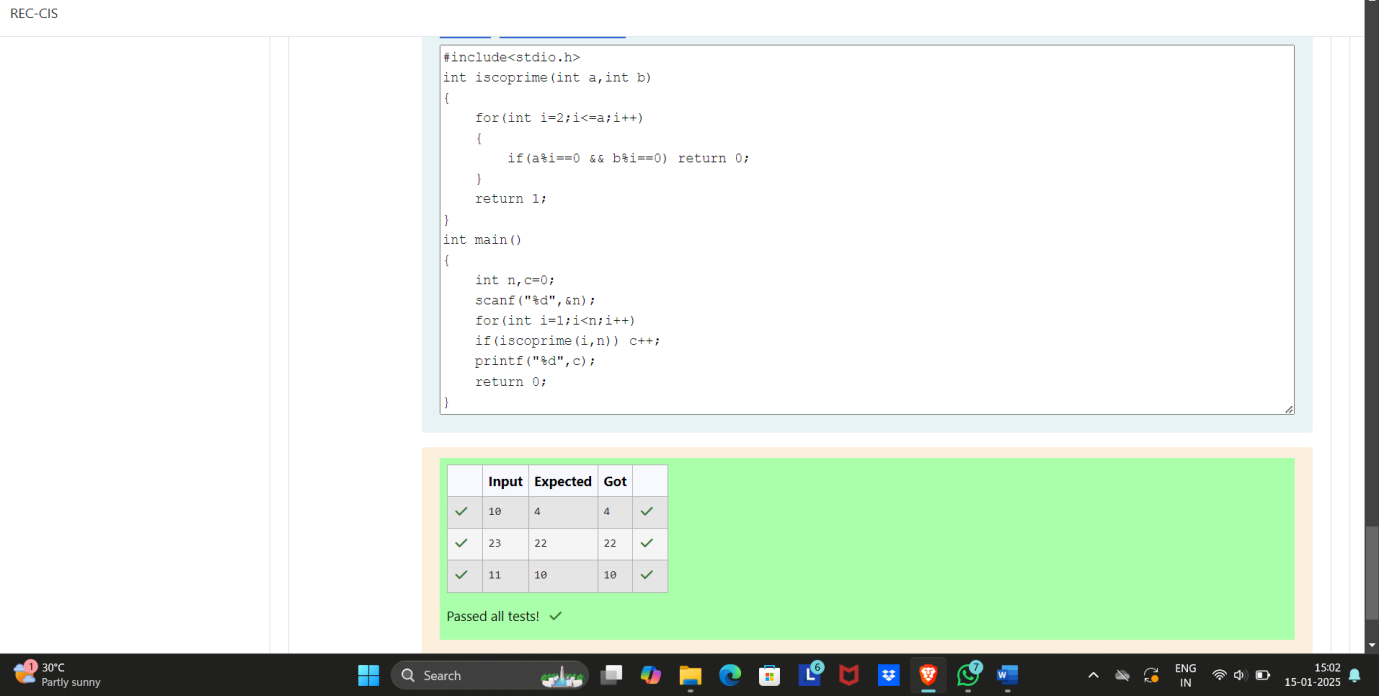 REC-CIS
#include<stdio.h>
int iscoprime(int a,int b)
{
    for(int i=2;i<=a;i++)
    {
        if(a%i==0 && b%i==0) return 0;
    }
    return 1;
}
int main()
{
    int n,c=0;
    scanf("%d",&n);
    for(int i=1;i<n;i++)
    if(iscoprime(i,n)) c++;
    printf("%d",c);
    return 0;
}
Input Expected Got
10 4 4
23 22 22
11 10 10
Passed all tests!
1 30°C
Partly sunny
Search
L 6
7
W
ENG
IN
15:02
15-01-2025